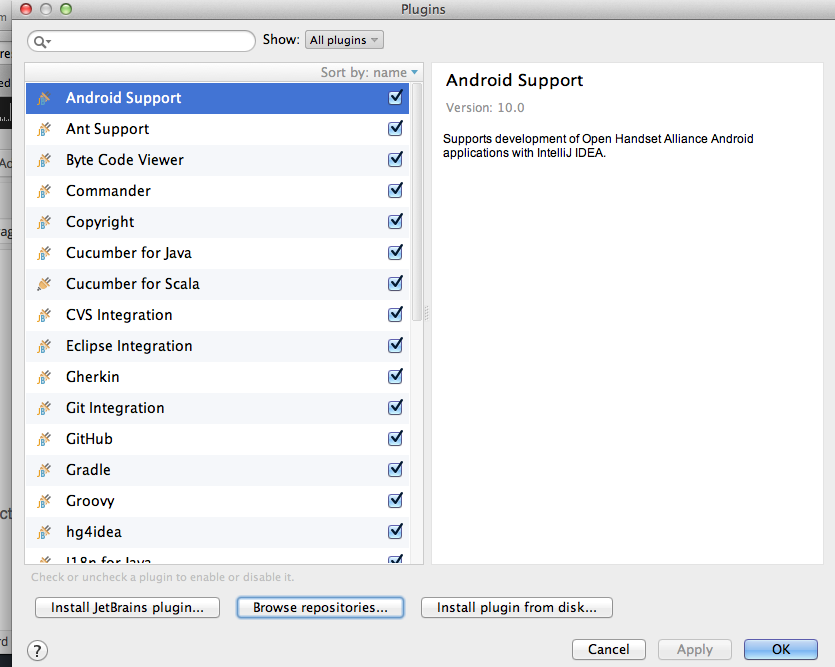 Plugins
Show: All plugins
Sort by: name
Android Support
Ant Support
Byte Code Viewer
Commander
Copyright
Cucumber for Java
Cucumber for Scala
CVS Integration
Eclipse Integration
Gherkin
Git Integration
GitHub
Gradle
Groovy
hg4idea
I18n for Java
Android Support
Version: 10.0
Supports development of Open Handset Alliance Android
applications with IntelliJ IDEA.
Check or uncheck a plugin to enable or disable it.
Install JetBrains plugin... Browse repositories... Install plugin from disk...
? Cancel Apply OK